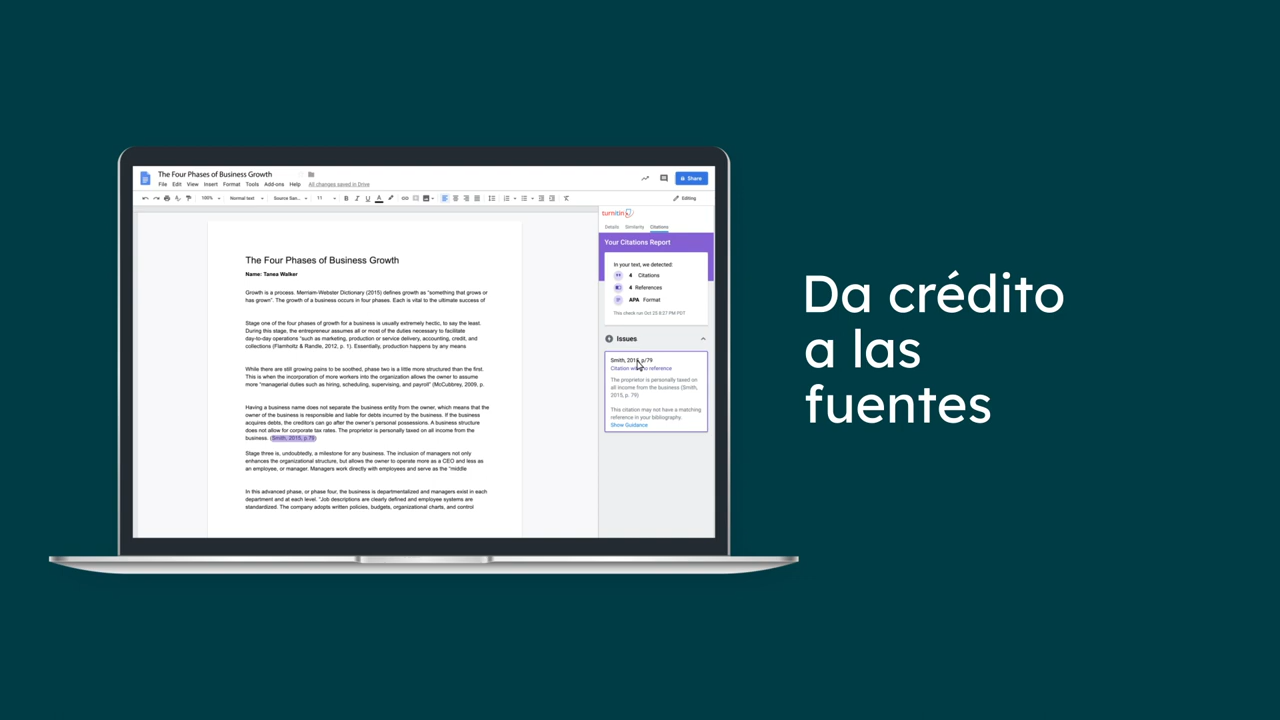 The Four Phases of Business Growth
File Edit View Insert Format Tools Add-ons Help All changes saved in Drive
Share
100% Normal text Source San... 11 B I U A Editing
turnitin
Details Similarity Citations
Your Citations Report
In your text, we detected:
4 Citations
4 References
APA Format
This check run Oct 25 8:27 PM PDT
Issues
Smith, 2015, p/79
Citation reference
The proprietor is personally taxed on
all income from the business (Smith,
2015, p. 79)
This citation may not have a matching
reference in your bibliography.
Show Guidance
The Four Phases of Business Growth
Name: Tanea Walker
Growth is a process. Merriam-Webster Dictionary (2015) defines growth as "something that grows or
has grown". The growth of a business occurs in four phases. Each is vital to the ultimate success of
Stage one of the four phases of growth for a business is usually extremely hectic, to say the least.
During this stage, the entrepreneur assumes all or most of the duties necessary to facilitate
day-to-day operations "such as marketing, production or service delivery, accounting, credit, and
collections (Flamholtz & Randle, 2012, p. 1). Essentially, production happens by any means
While there are still growing pains to be soothed, phase two is a little more structured than the first.
This is when the incorporation of more workers into the organization allows the owner to assume
more "managerial duties such as hiring, scheduling, supervising, and payroll" (McCubbrey, 2009, p.
Having a business name does not separate the business entity from the owner, which means that the
owner of the business is responsible and liable for debts incurred by the business. If the business
acquires debts, the creditors can go after the owner's personal possessions. A business structure
does not allow for corporate tax rates. The proprietor is personally taxed on all income from the
business. (Smith, 2015, p.79)
Stage three is, undoubtedly, a milestone for any business. The inclusion of managers not only
enhances the organizational structure, but allows the owner to operate more as a CEO and less as
an employee, or manager. Managers work directly with employees and serve as the "middle
In this advanced phase, or phase four, the business is departmentalized and managers exist in each
department and at each level. "Job descriptions are clearly defined and employee systems are
standardized. The company adopts written policies, budgets, organizational charts, and control
Da crédito
a las
fuentes